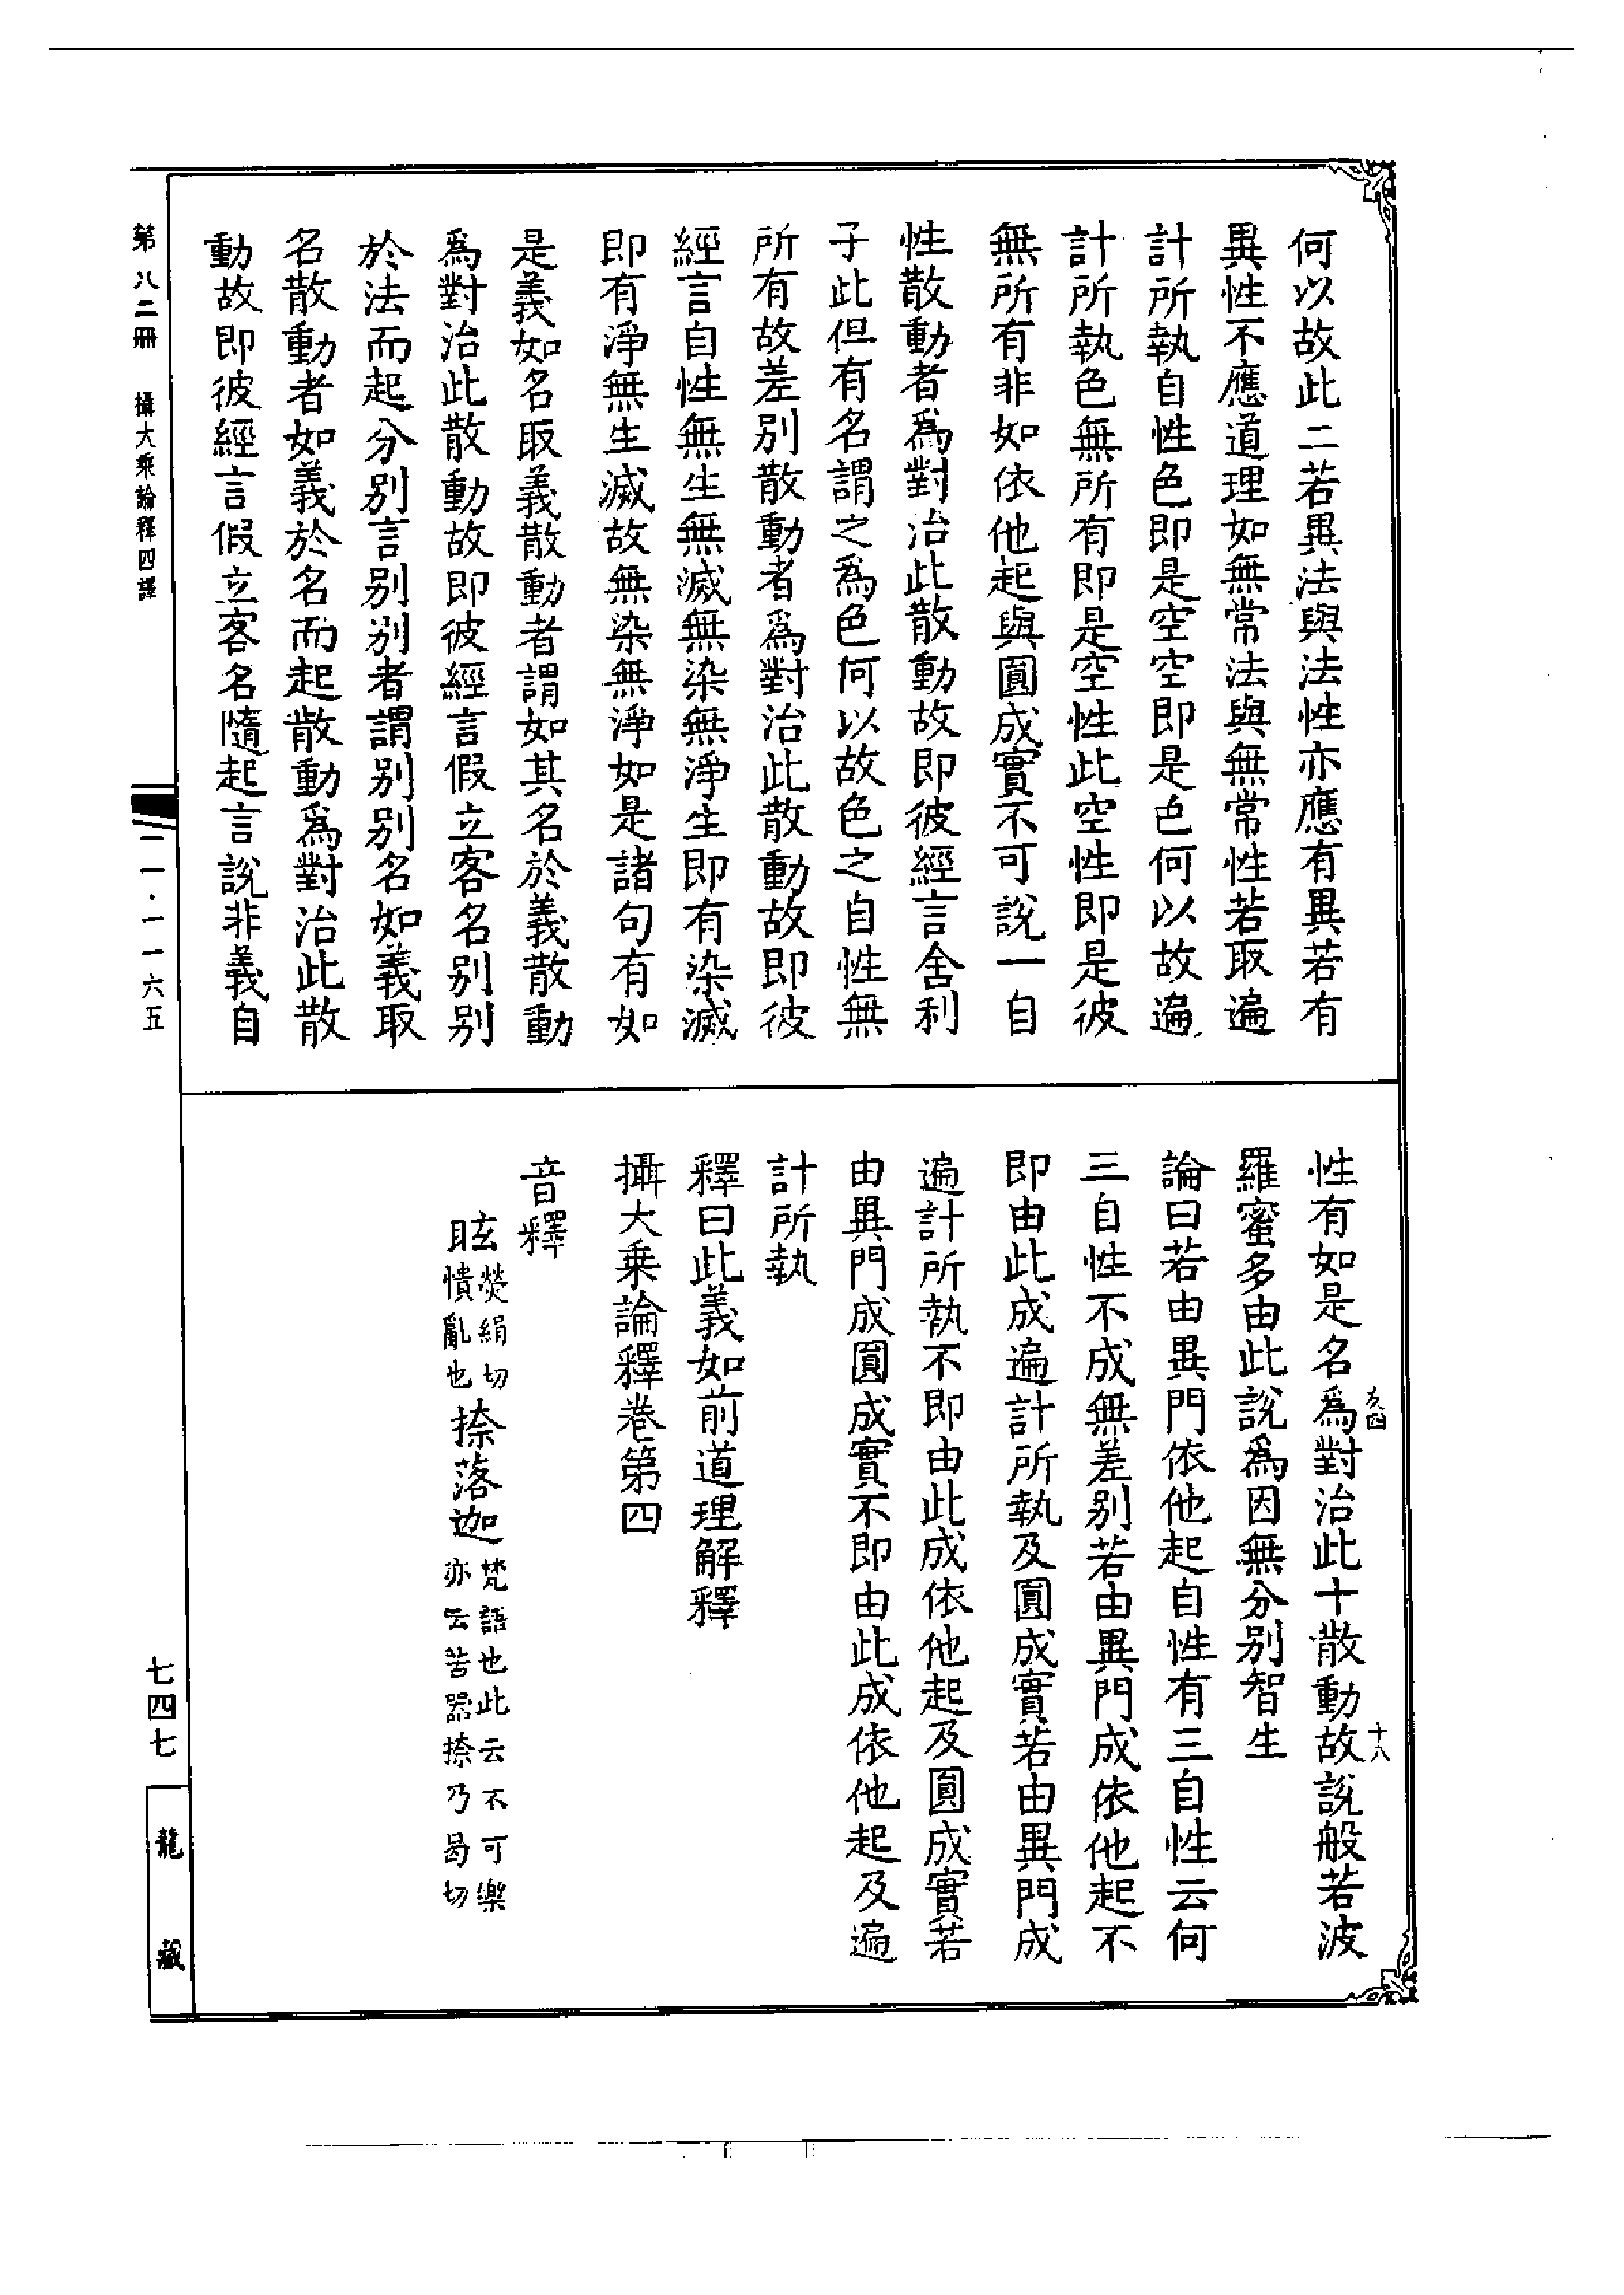 何以故此二若異法與法性亦應有異若有
異性不應道理如無常法與無常性若取遍
計所執自性色即是空空即是色何以故遍
計所執色無所有即是空性此空性即是彼
無所有非如依他起與圓成實不可說一自
性散動者為對治此散動故即彼經言舍利
子此但有名謂之為色何以故色之自性無
所有故差別散動者為對治此散動故即彼
經言自性無生無滅無染無淨生即有染滅
即有淨無生滅故無染無淨如是諸句有如
是義如名取義散動者謂如其名於義散動
為對治此散動故即彼經言假立客名別別
於法而起分別言別別者謂別別名如義取
名散動者如義於名而起散動為對治此散
動故即彼經言假立客名隨起言說非義自
性有如是名為對治此十散動故說般若波
羅蜜多由此說為因無分別智生
論曰若由異門依他起自性有三自性云何
三自性不成無差別若由異門成依他起不
即由此成遍計所執及圓成實若由異門成
遍計所執不即由此成依他起及圓成實若
由異門成圓成實不即由此成依他起及遍
計所執
釋曰此義如前道理解釋
攝大乘論釋卷第四
音釋
眩熒絹切憒亂也捺落迦梵語也此云不可樂亦云苦器捺乃曷切
十八
第八二冊 攝大乘論釋四譯
二一·一一六五
七四七
龍藏